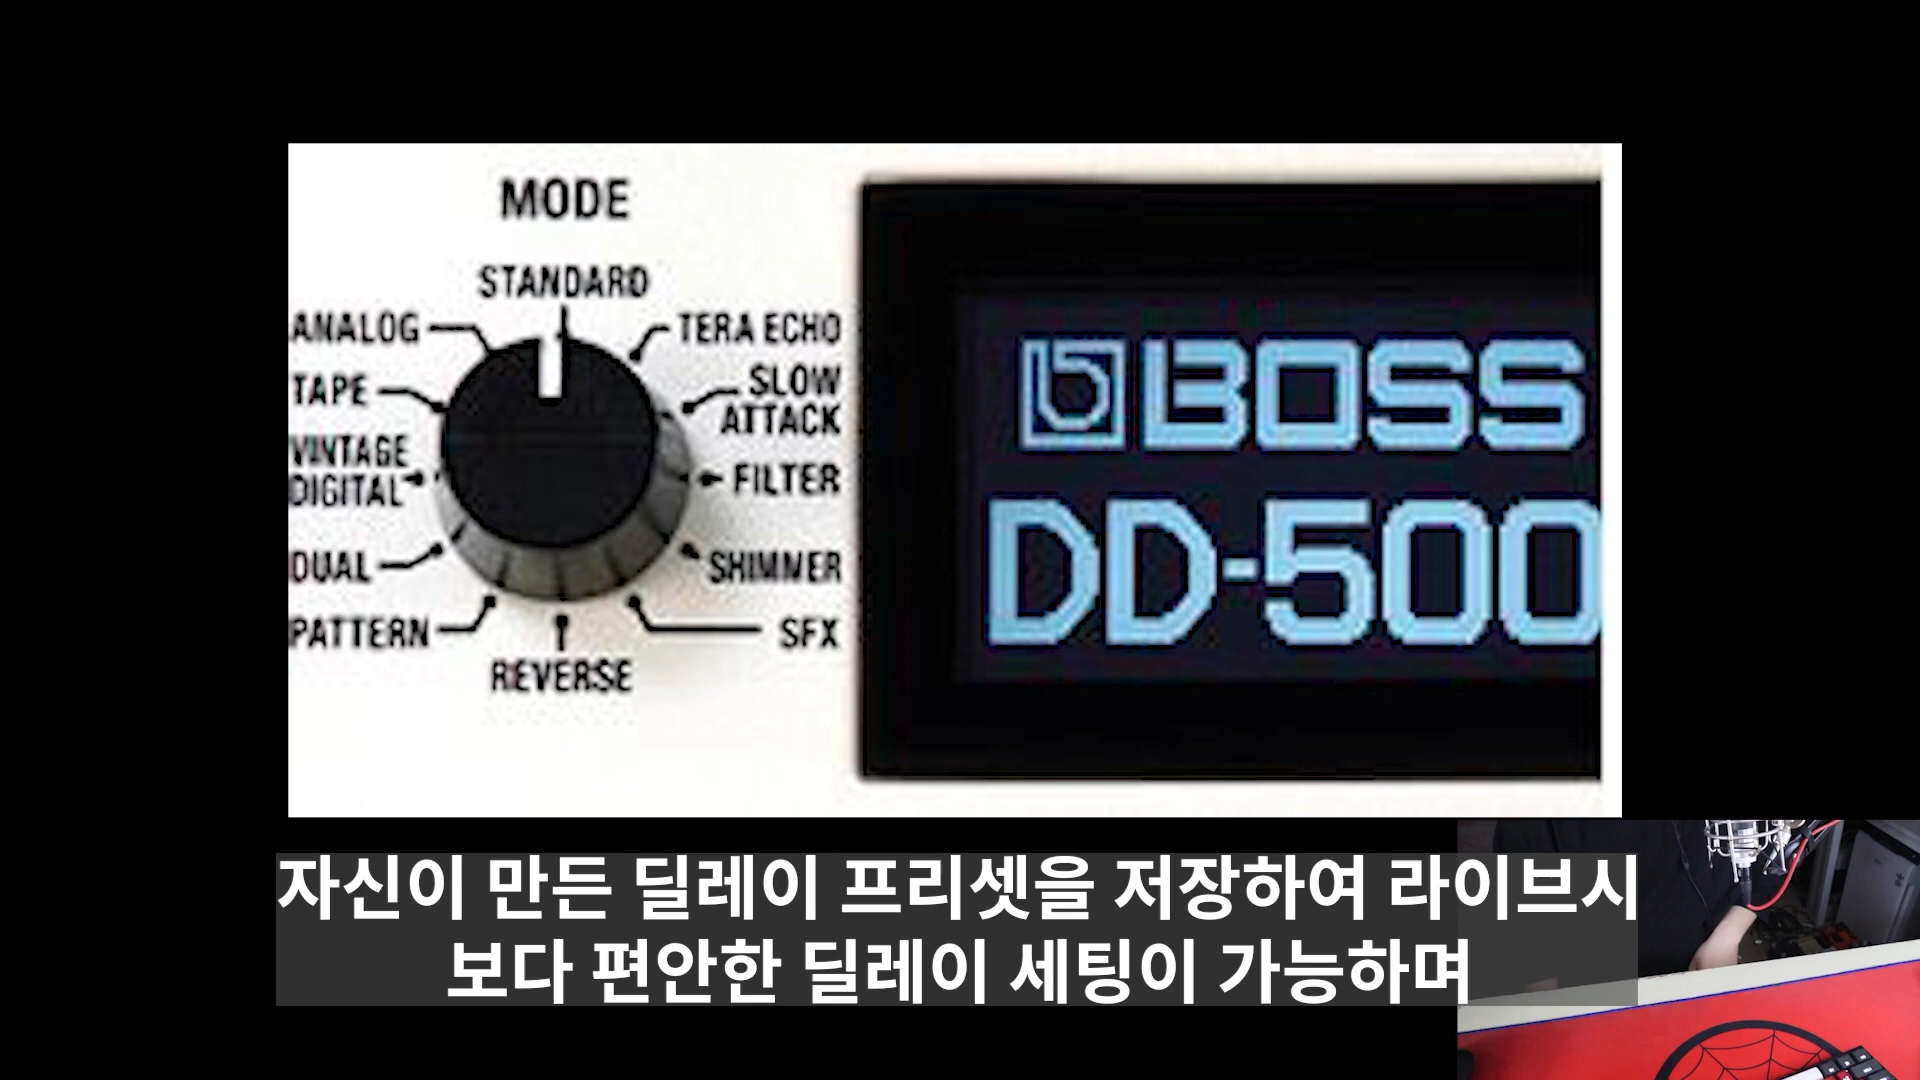 MODE
STANDARD
ANALOG
TERA ECHO
TAPE
SLOW
ATTACK
VINTAGE
DIGITAL
FILTER
DUAL
SHIMMER
PATTERN
SFX
REVERSE
BOSS
DD-500
자신이 만든 딜레이 프리셋을 저장하여 라이브시
보다 편안한 딜레이 세팅이 가능하며